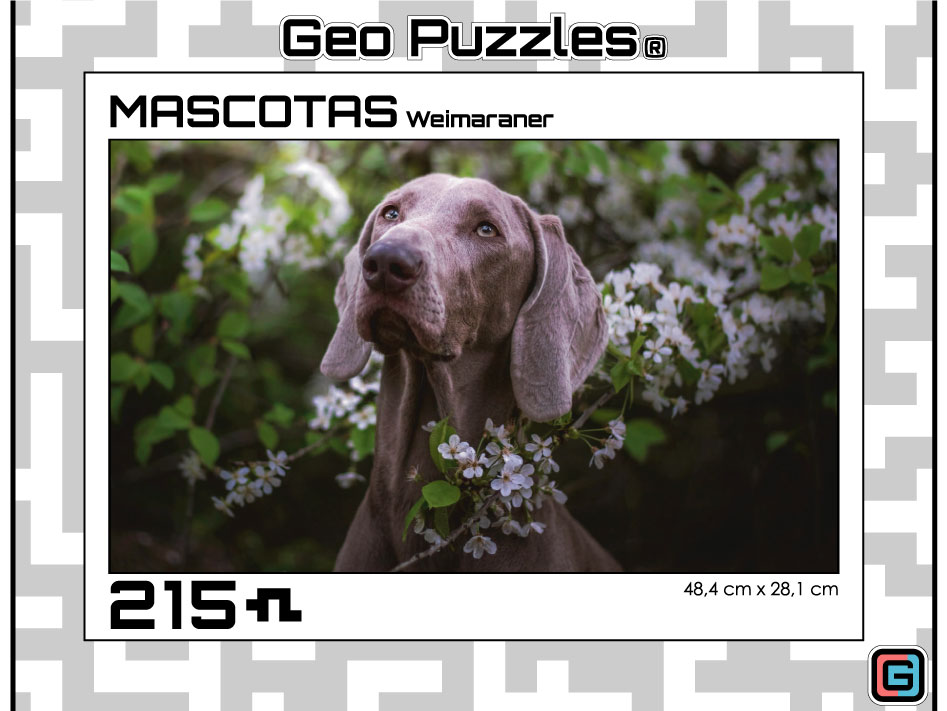 Geo Puzzles®
MASCOTAS Weimaraner
215
48,4 cm x 28,1 cm
G